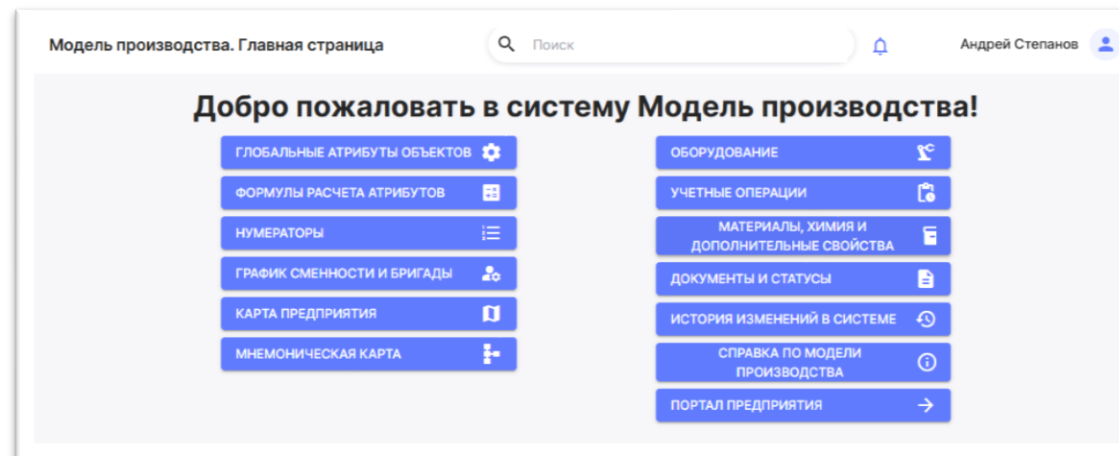 Модель производства. Главная страница
Поиск
Андрей Степанов
Добро пожаловать в систему Модель производства!
ГЛОБАЛЬНЫЕ АТРИБУТЫ ОБЪЕКТОВ
ФОРМУЛЫ РАСЧЕТА АТРИБУТОВ
НУМЕРАТОРЫ
ГРАФИК СМЕННОСТИ И БРИГАДЫ
КАРТА ПРЕДПРИЯТИЯ
МНЕМОНИЧЕСКАЯ КАРТА
ОБОРУДОВАНИЕ
УЧЕТНЫЕ ОПЕРАЦИИ
МАТЕРИАЛЫ, ХИМИЯ И
ДОПОЛНИТЕЛЬНЫЕ СВОЙСТВА
ДОКУМЕНТЫ И СТАТУСЫ
ИСТОРИЯ ИЗМЕНЕНИЙ В СИСТЕМЕ
СПРАВКА ПО МОДЕЛИ
ПРОИЗВОДСТВА
ПОРТАЛ ПРЕДПРИЯТИЯ